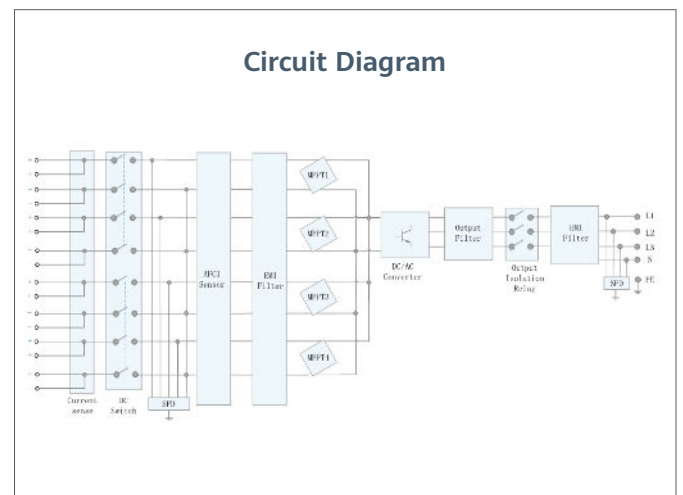 Circuit Diagram
MPPT1
MPPT2
MPPT3
MPPT4
AFCI
Sensor
EMI
Filter
DC/AC
Converter
Output
Filter
Output
Isolation
Relay
EMI
Filter
L1
L2
L3
N
PE
SPD
Current
sense
DC
Switch
SPD